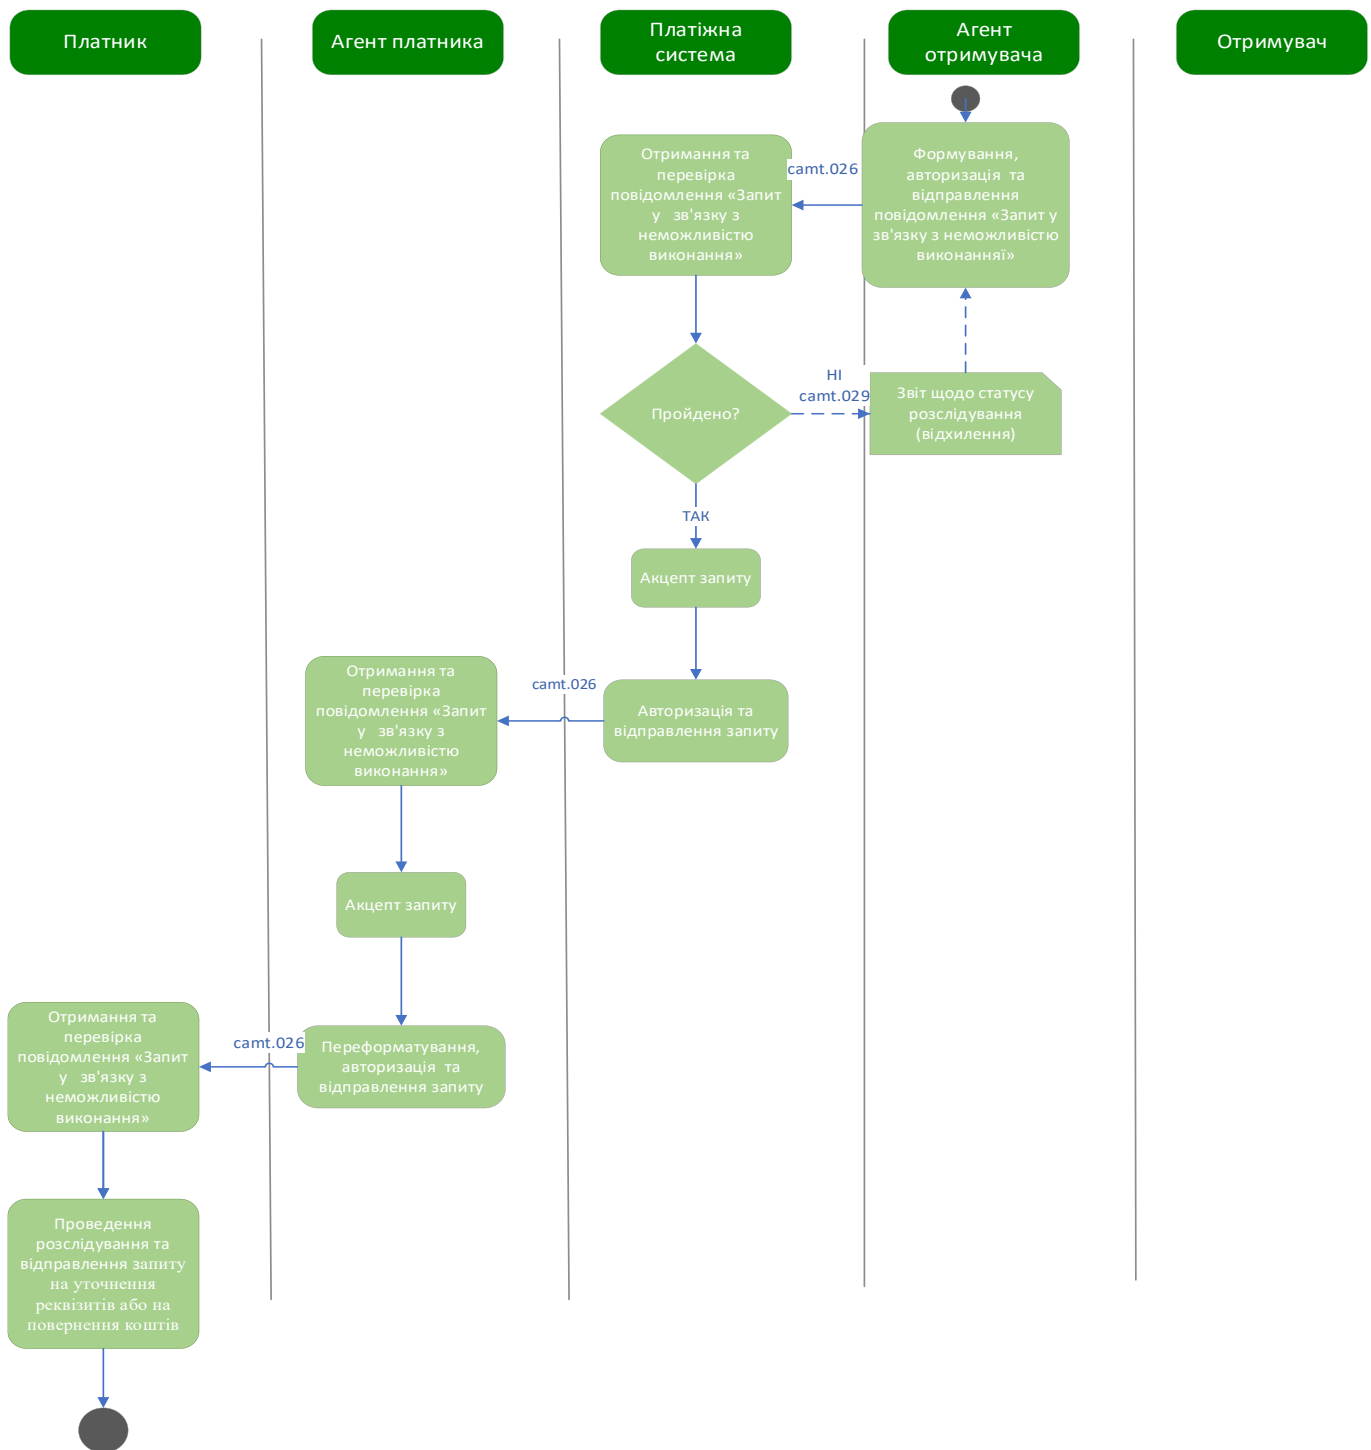 Платник
Агент платника
Платіжна
система
Агент
отримувача
Отримувач
Отримання та
перевірка
повідомлення «Запит
у зв'язку з
неможливістю
виконання»
camt.026
Формування,
авторизація та
відправлення
повідомлення «Запит у
зв'язку з неможливістю
виконанняї»
Пройдено?
НІ
camt.029
Звіт щодо статусу
розслідування
(відхилення)
ТАК
Акцепт запиту
Отримання та
перевірка
повідомлення «Запит
у зв'язку з
неможливістю
виконання»
camt.026
Авторизація та
відправлення запиту
Акцепт запиту
Отримання та
перевірка
повідомлення «Запит
у зв'язку з
неможливістю
виконання»
camt.026
Переформатування,
авторизація та
відправлення запиту
Проведення
розслідування та
відправлення запиту
на уточнення
реквізитів або на
повернення коштів